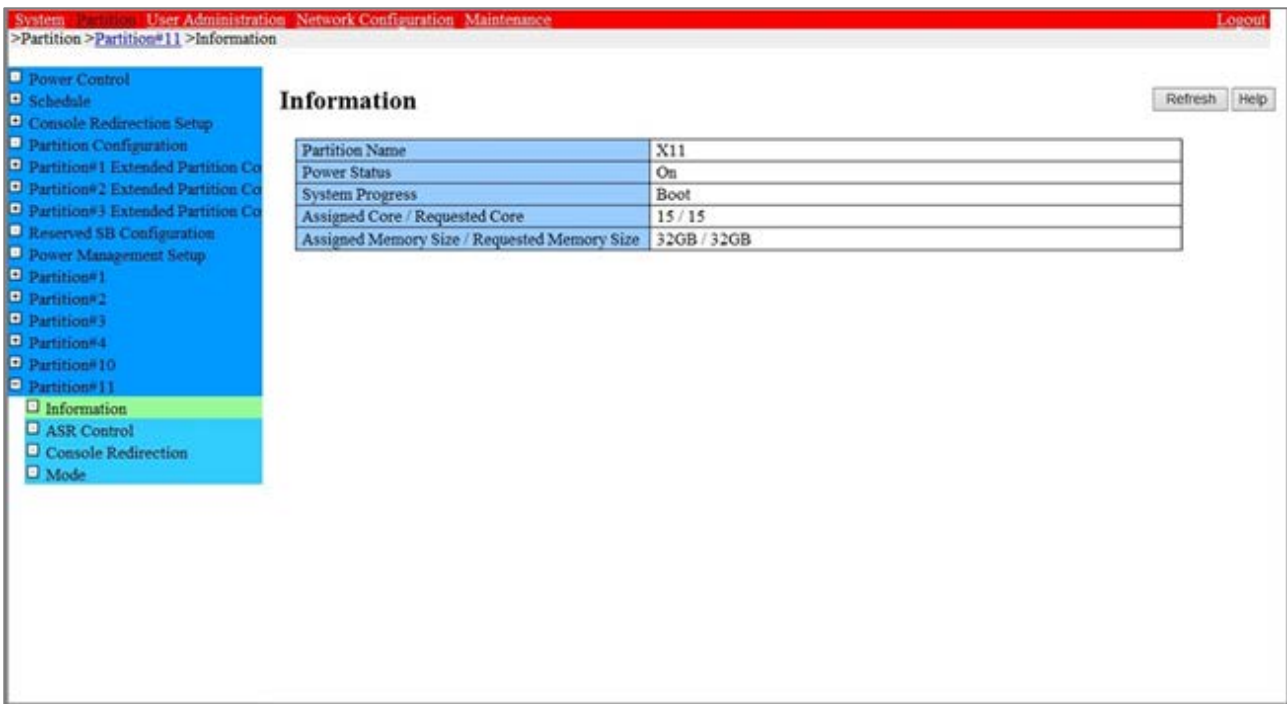 System Partition User Administration Network Configuration Maintenance Logout
>Partition >Partition#11 >Information
Power Control
Schedule
Console Redirection Setup
Partition Configuration
Partition#1 Extended Partition Co
Partition#2 Extended Partition Co
Partition#3 Extended Partition Co
Reserved SB Configuration
Power Management Setup
Partition#1
Partition#2
Partition#3
Partition#4
Partition#10
Partition#11
Information
ASR Control
Console Redirection
Mode
Information
Refresh Help
Partition Name X11
Power Status On
System Progress Boot
Assigned Core / Requested Core 15 / 15
Assigned Memory Size / Requested Memory Size 32GB / 32GB